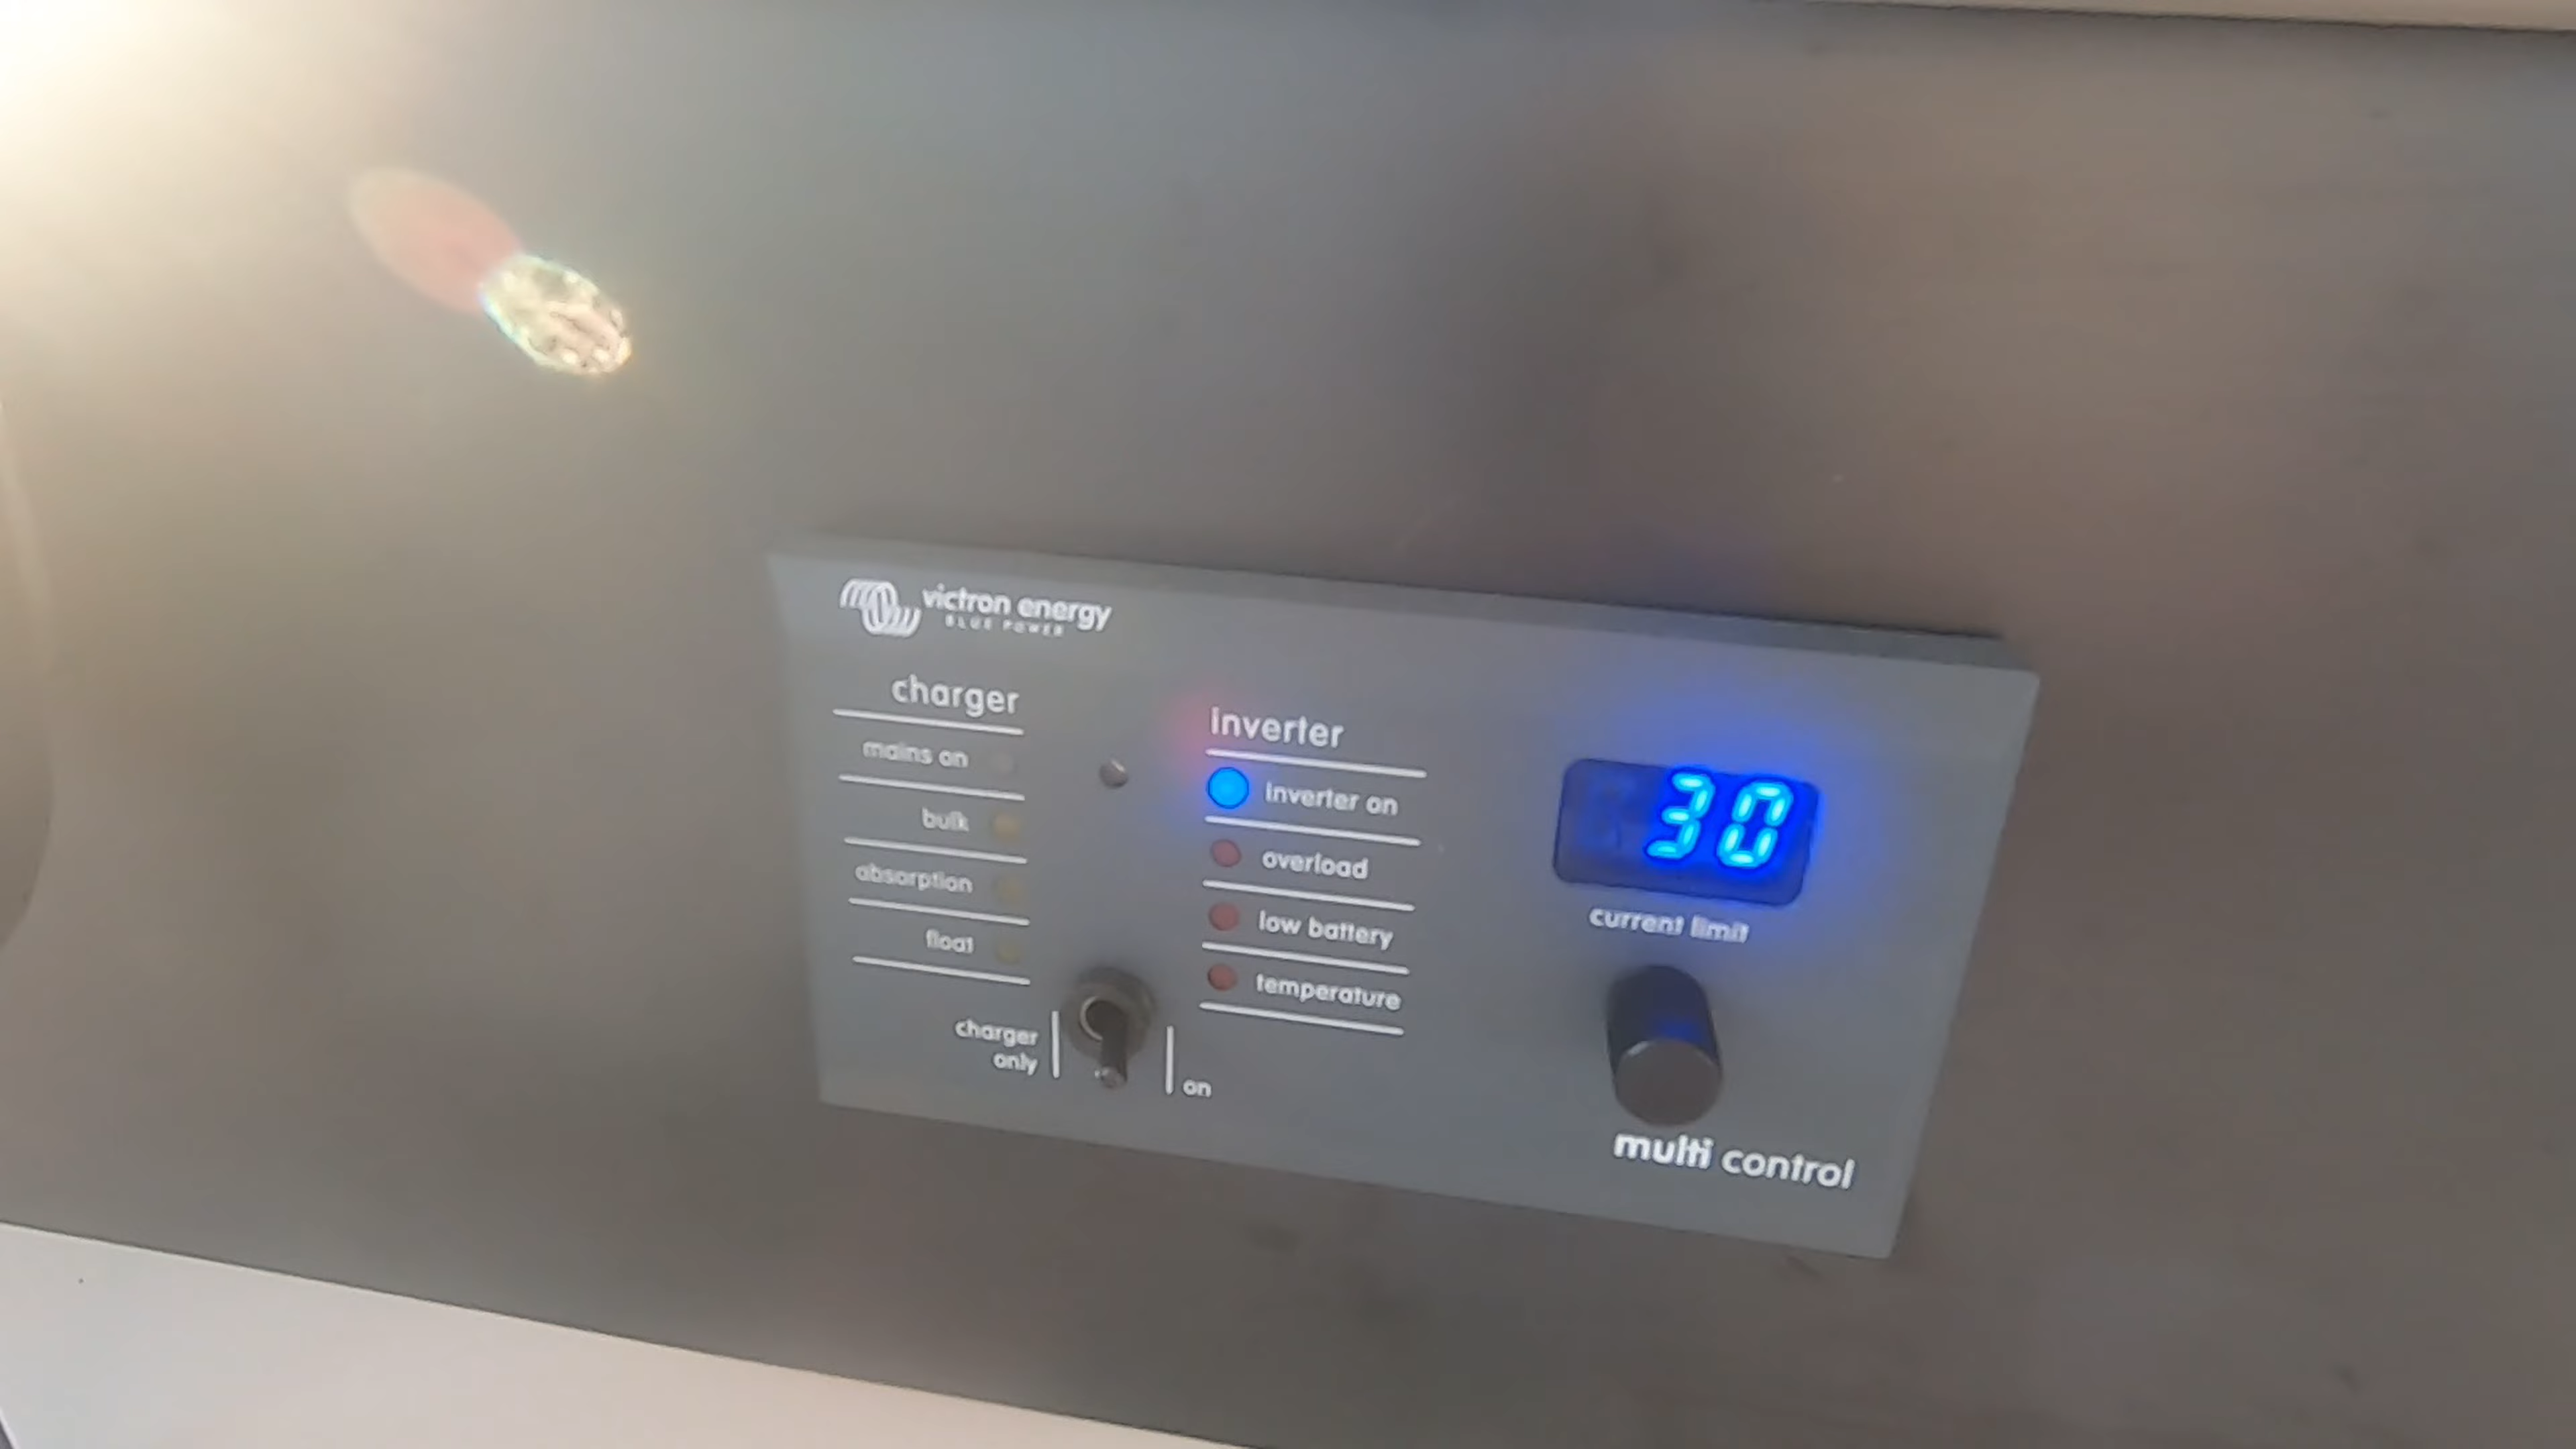 victron energy
BLUE POWER
charger
mains on
bulk
absorption
float
charger
only
on
inverter
inverter on
overload
low battery
temperature
30
current limit
multi control